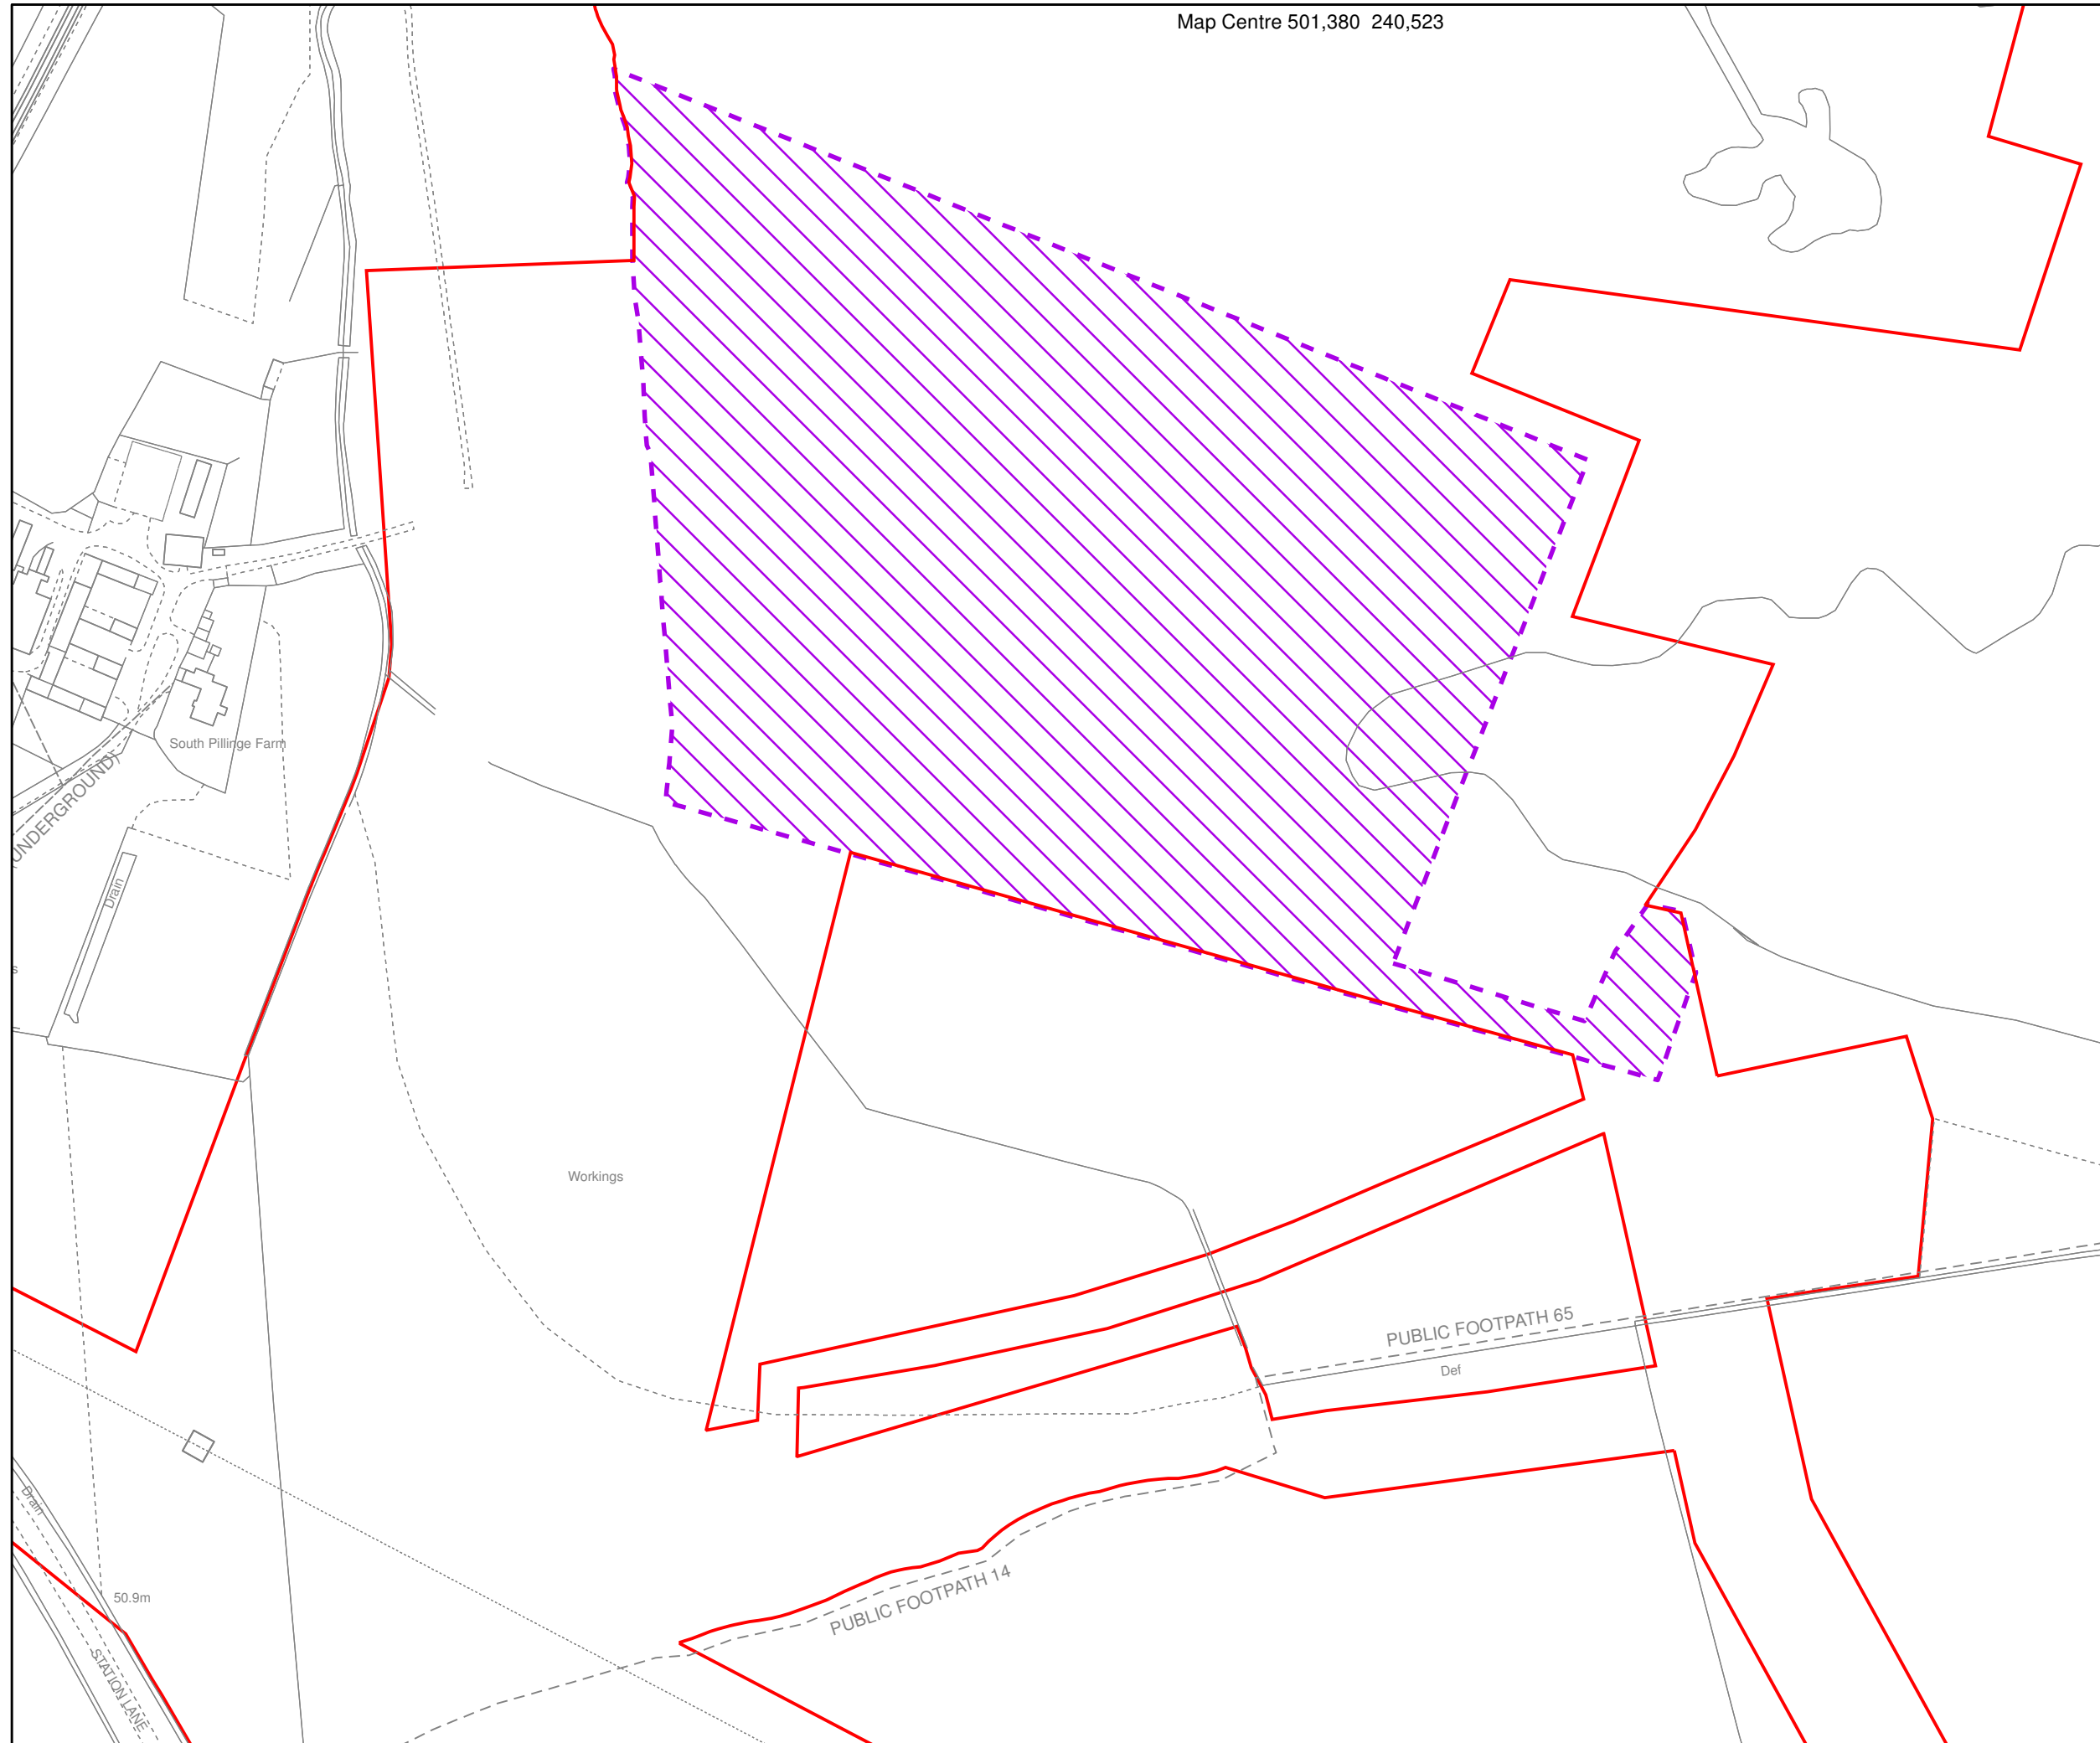 Map Centre 501,380 240,523
South Pillinge Farm
UNDERGROUND)
Drain
s
Workings
PUBLIC FOOTPATH 65
Def
Drain
PUBLIC FOOTPATH 14
50.9m
STATION LANE